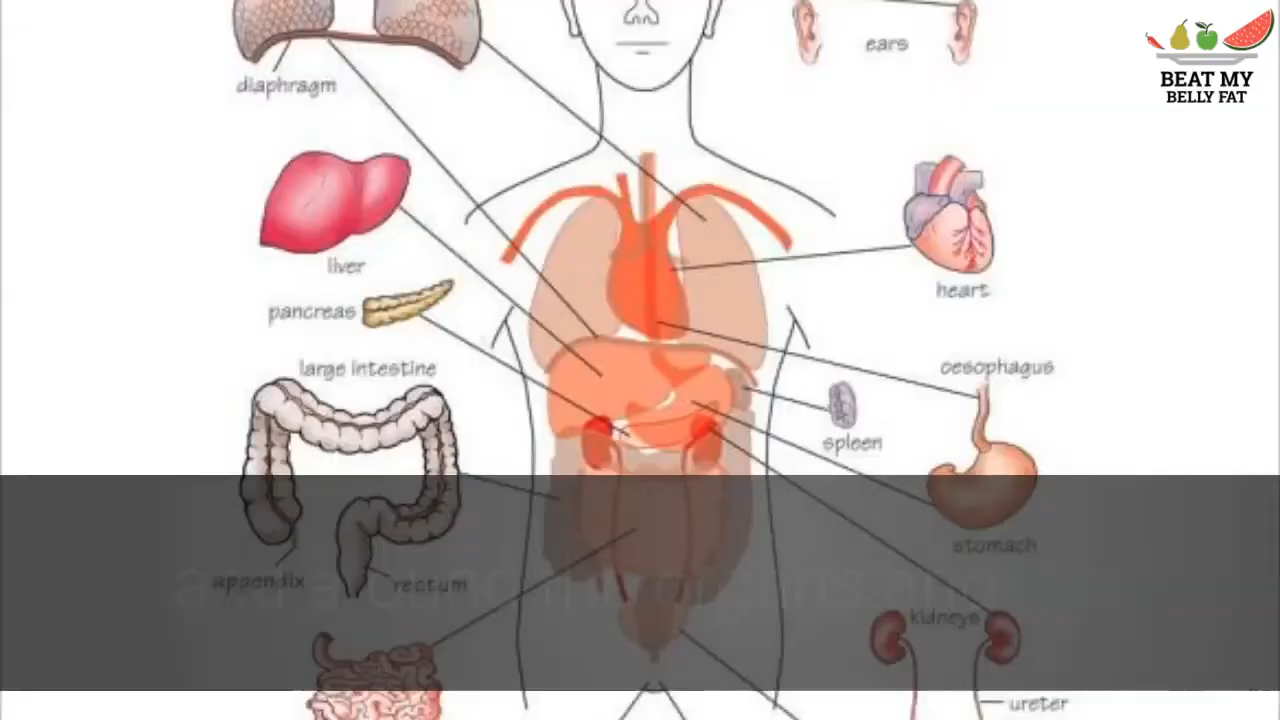 ears
BEAT MY
BELLY FAT
diaphragm
liver
heart
pancreas
large intestine
oesophagus
spleen
stomach
appendix
rectum
kidneys
ureter